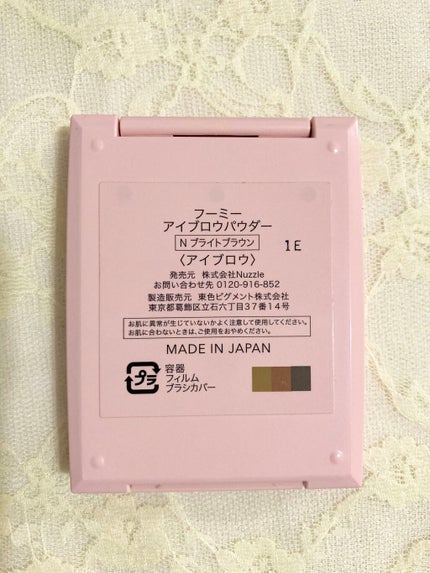 フーミー
アイブロウパウダー
N ブライトブラウン
1E
〈アイブロウ〉
発売元 株式会社Nuzzle
お問い合わせ先 0120-916-852
製造販売元 東色ピグメント株式会社
東京都葛飾区立石六丁目37番14号
お肌に異常が生じていないかよく注意して使用してください。
お肌に合わないときは、ご使用をおやめください。
MADE IN JAPAN
プラ
容器
フィルム
ブラシカバー